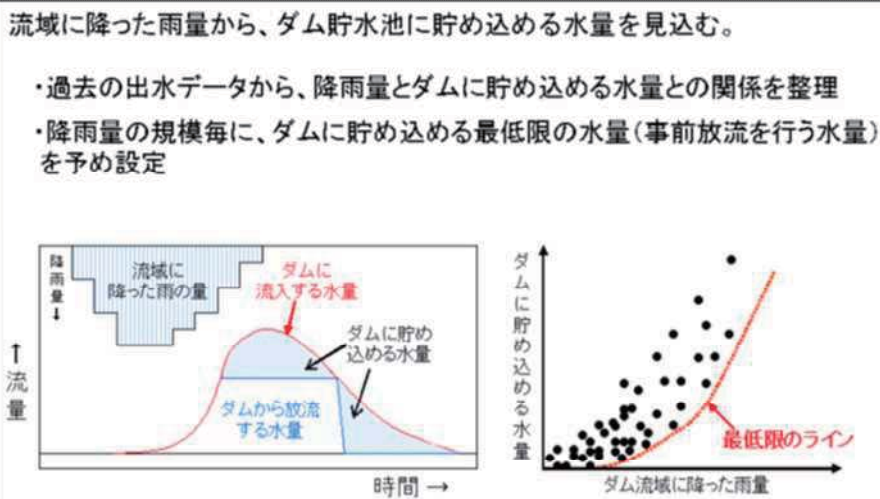 流域に降った雨量から、ダム貯水池に貯め込める水量を見込む。
・過去の出水データから、降雨量とダムに貯め込める水量との関係を整理
・降雨量の規模毎に、ダムに貯め込める最低限の水量(事前放流を行う水量)
を予め設定
降雨量↓
流域に
降った雨の量
ダムに
流入する水量
ダムに貯め
込める水量
ダムから放流
する水量
↑流量
時間→
ダムに貯め込める水量
最低限のライン
ダム流域に降った雨量